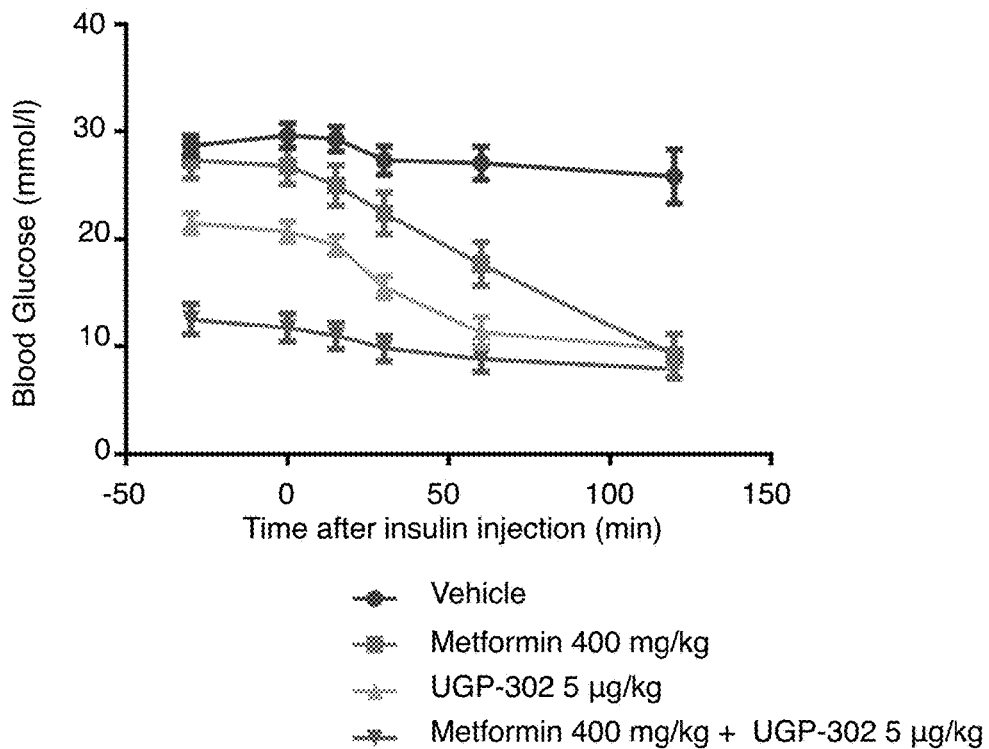 40
30
20
10
0
Blood Glucose (mmol/l)
-50 0 50 100 150
Time after insulin injection (min)
Vehicle
Metformin 400 mg/kg
UGP-302 5 µg/kg
Metformin 400 mg/kg + UGP-302 5 µg/kg